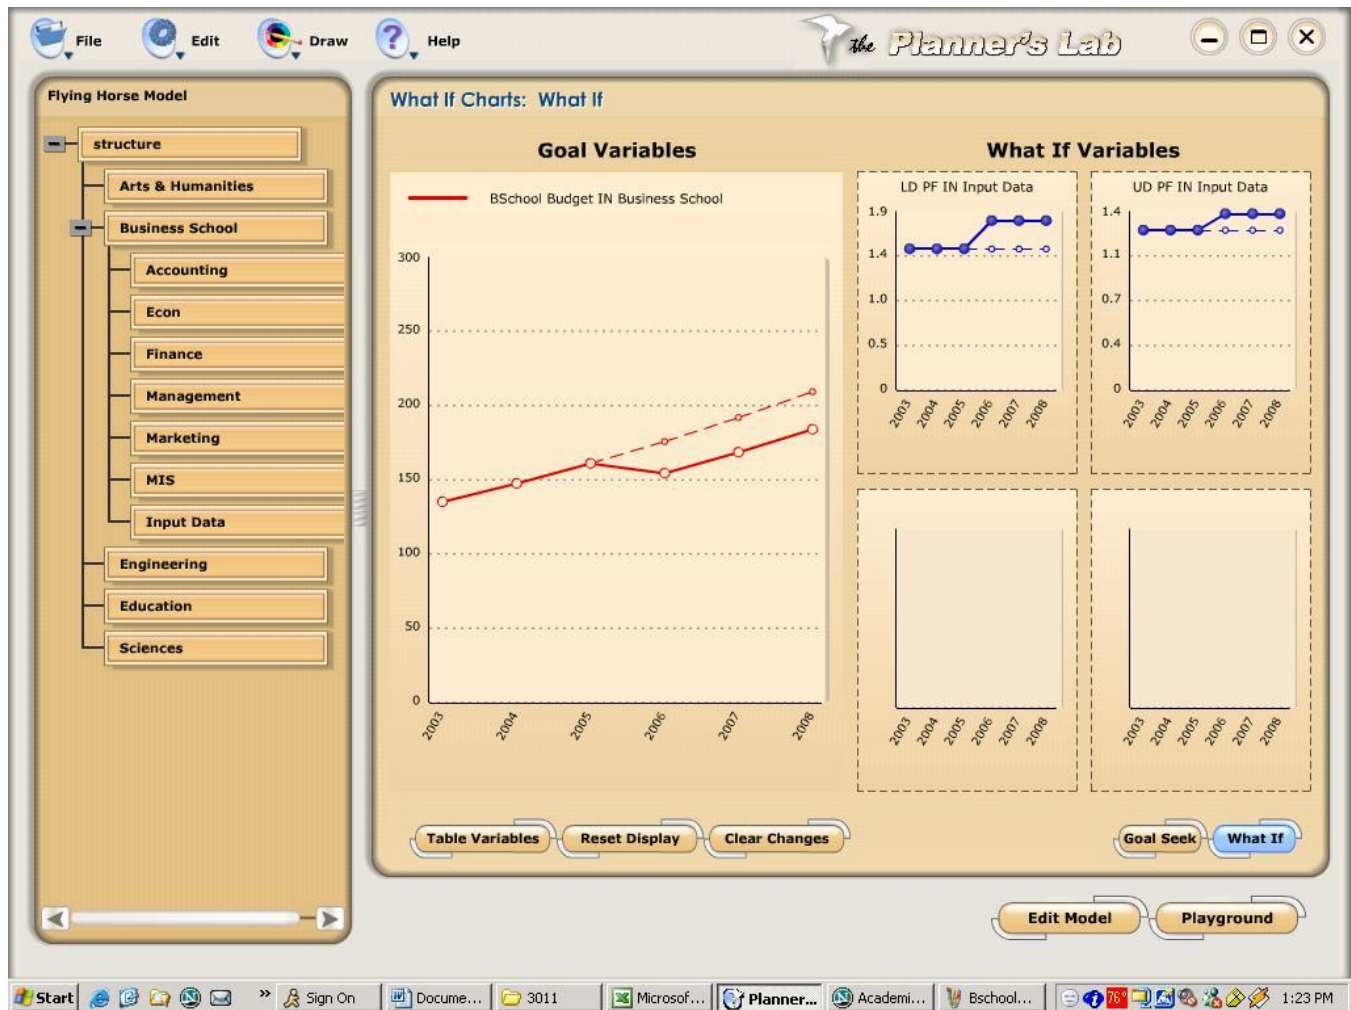 File
Edit
Draw
Help
the Planner's Lab
Flying Horse Model
structure
Arts & Humanities
Business School
Accounting
Econ
Finance
Management
Marketing
MIS
Input Data
Engineering
Education
Sciences
What If Charts: What If
Goal Variables
BSchool Budget IN Business School
300
250
200
150
100
50
0
2003 2004 2005 2006 2007 2008
What If Variables
LD PF IN Input Data
1.9
1.4
1.0
0.5
0
2003 2004 2005 2006 2007 2008
UD PF IN Input Data
1.4
1.1
0.7
0.4
0
2003 2004 2005 2006 2007 2008
2003 2004 2005 2006 2007 2008
2003 2004 2005 2006 2007 2008
Table Variables
Reset Display
Clear Changes
Goal Seek
What If
Edit Model
Playground
Start
» Sign On
Docume...
3011
Microsof...
Planner...
Academi...
Bschool...
76°
1:23 PM